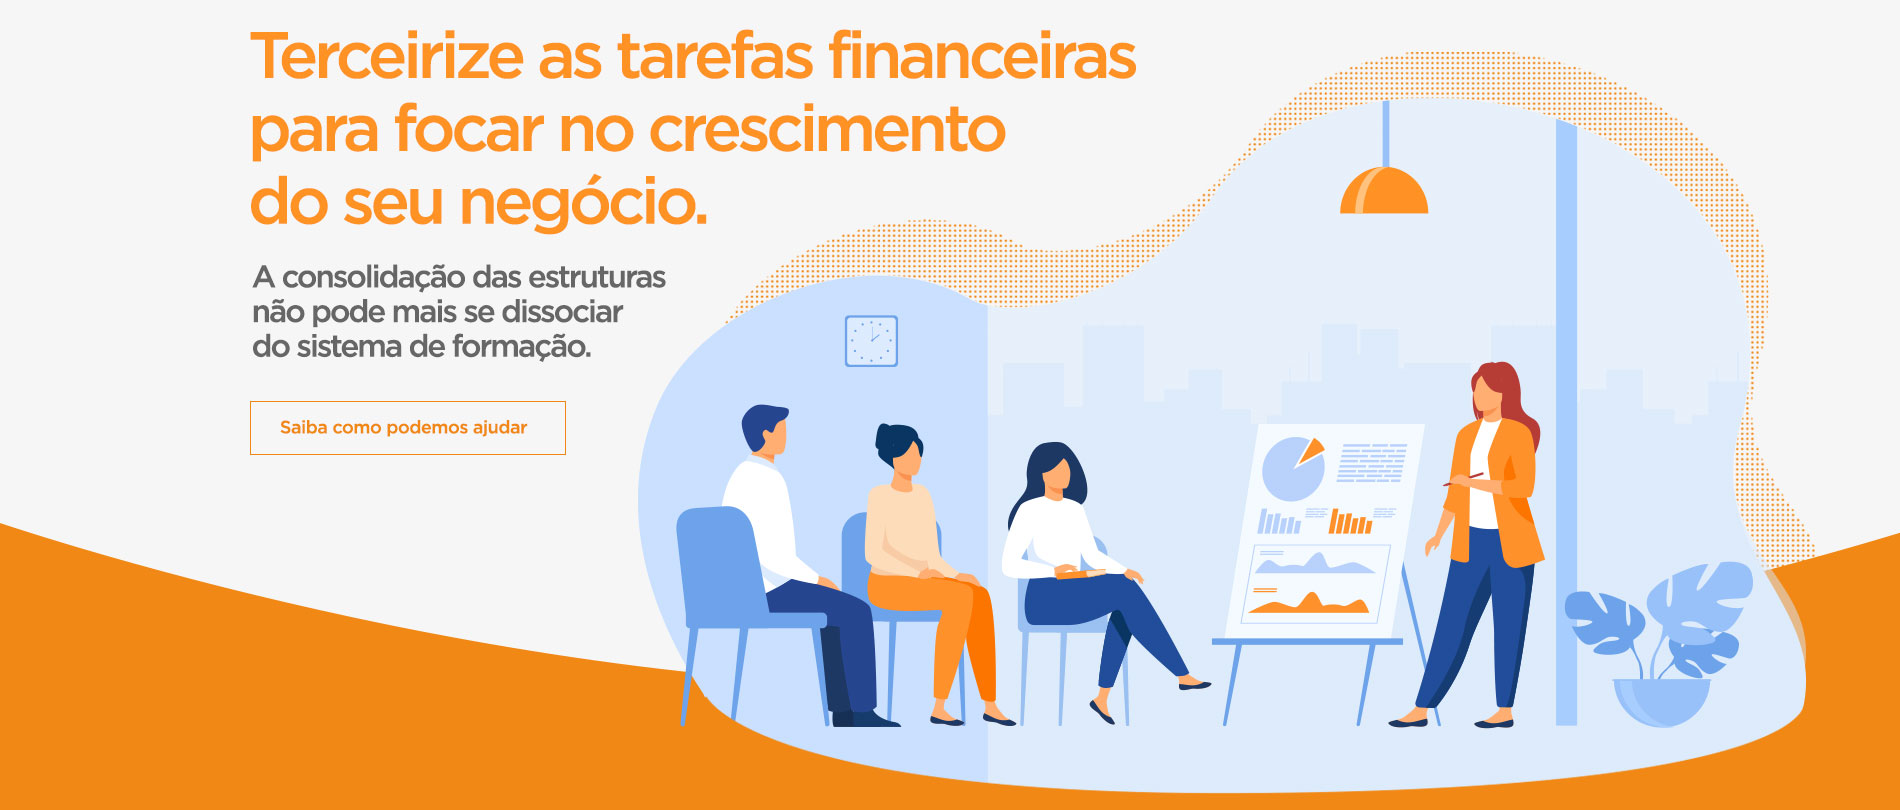 Terceirize as tarefas financeiras
para focar no crescimento
do seu negócio.
A consolidação das estruturas
não pode mais se dissociar
do sistema de formação.
Saiba como podemos ajudar